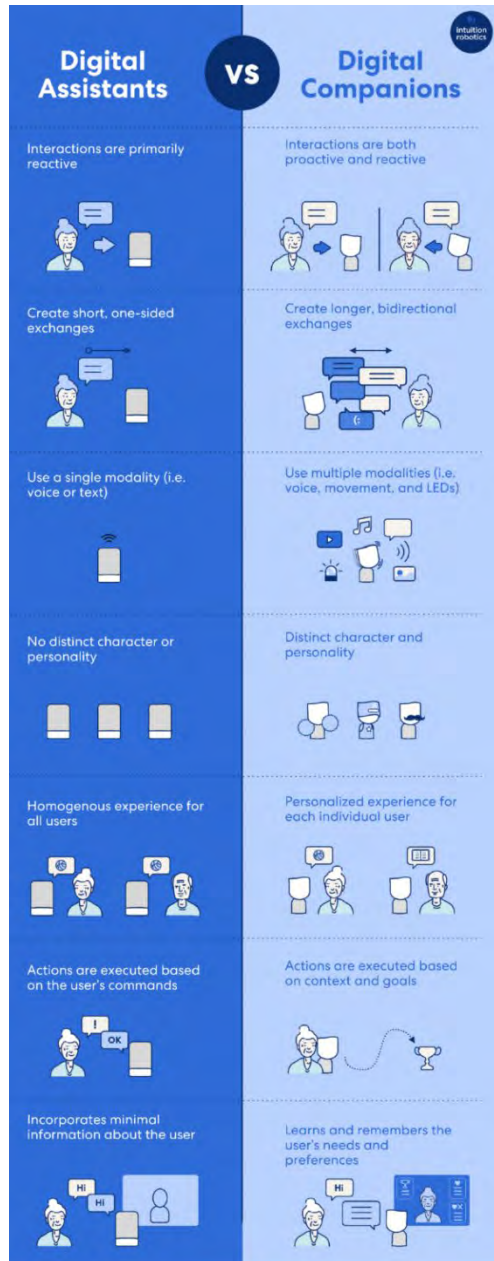 intuition
robotics
Digital
Assistants
VS
Digital
Companions
Interactions are primarily
reactive
Interactions are both
proactive and reactive
Create short, one-sided
exchanges
Create longer, bidirectional
exchanges
(:
Use a single modality (i.e.
voice or text)
Use multiple modalities (i.e.
voice, movement, and LEDs)
No distinct character or
personality
Distinct character and
personality
Homogenous experience for
all users
Personalized experience for
each individual user
Actions are executed based
on the user's commands
!
OK
Actions are executed based
on context and goals
Incorporates minimal
information about the user
Hi
Hi
Learns and remembers the
user's needs and
preferences
Hi